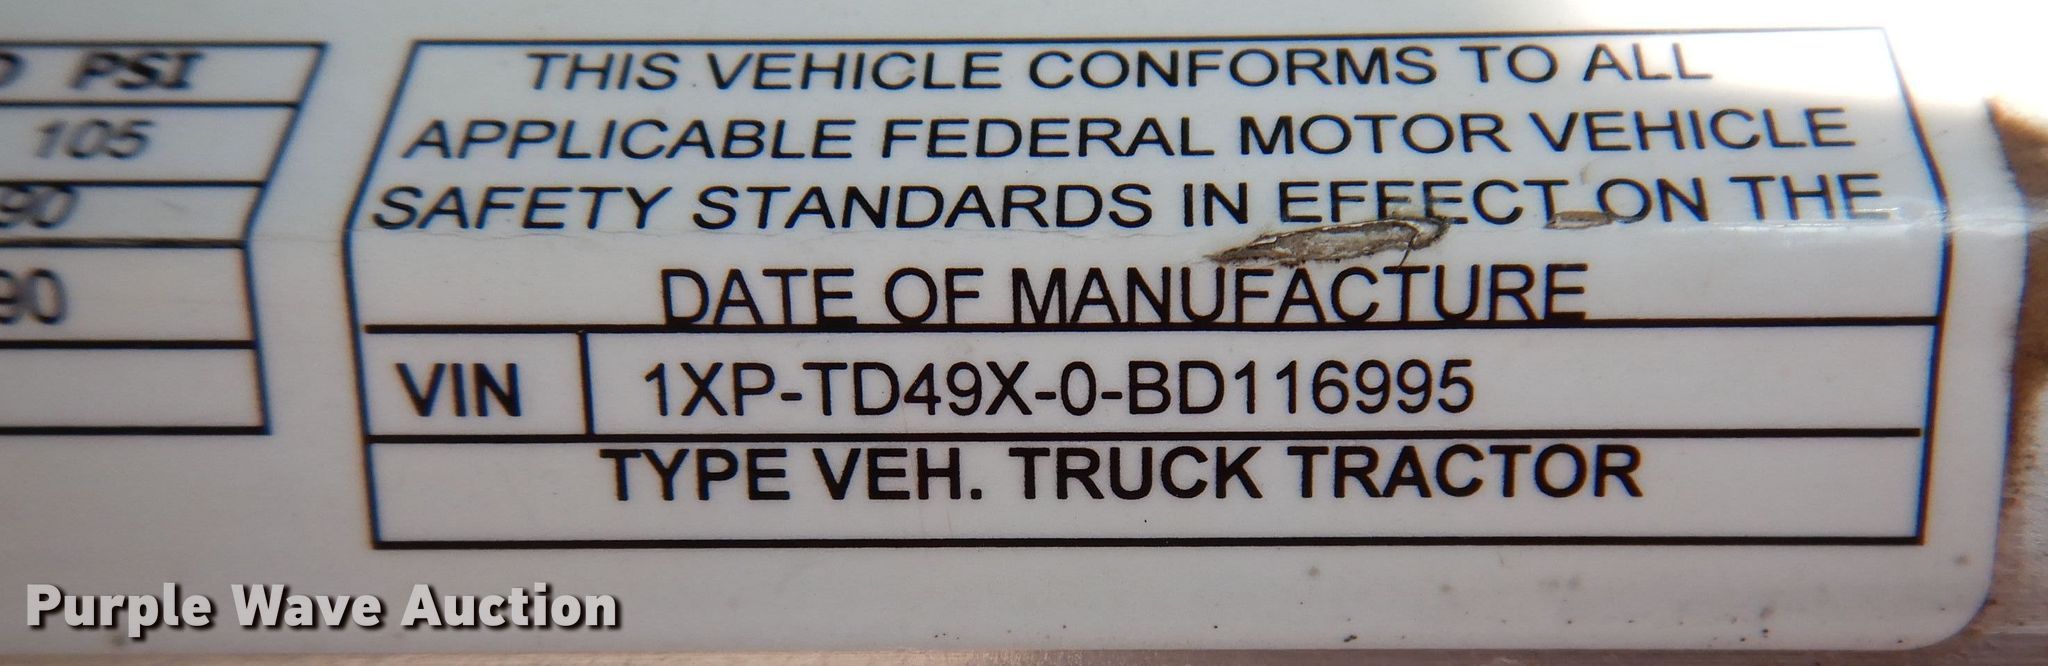 PSI
105
90
90
THIS VEHICLE CONFORMS TO ALL
APPLICABLE FEDERAL MOTOR VEHICLE
SAFETY STANDARDS IN EFFECT ON THE
DATE OF MANUFACTURE
VIN 1XP-TD49X-0-BD116995
TYPE VEH. TRUCK TRACTOR
Purple Wave Auction